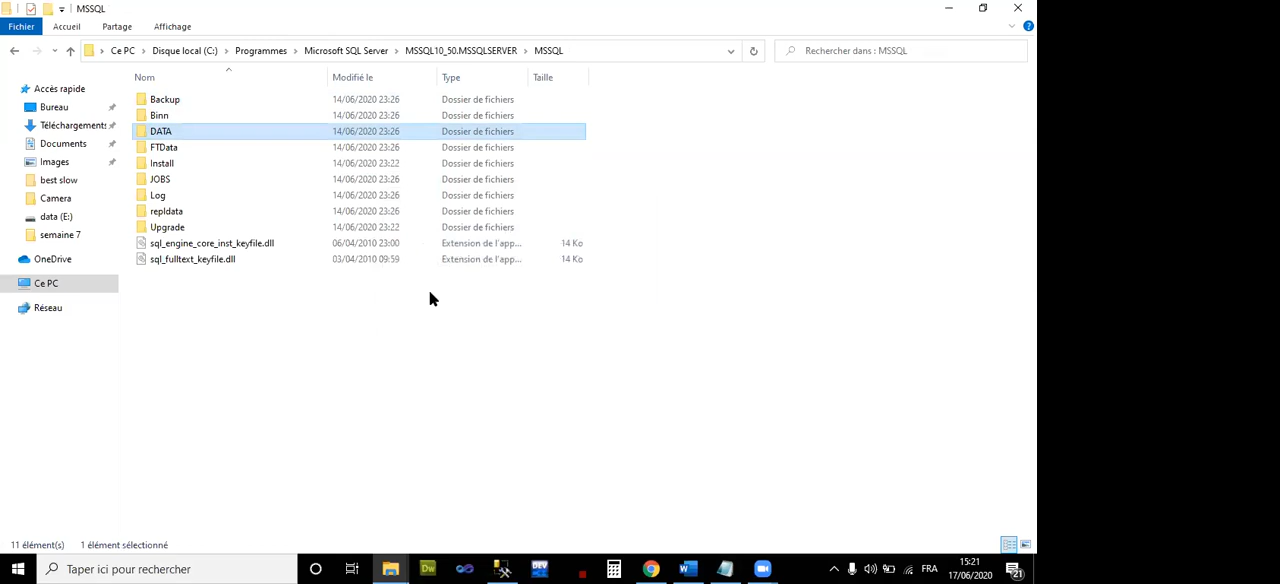 MSSQL
Fichier Accueil Partage Affichage
Ce PC Disque local (C:) Programmes Microsoft SQL Server MSSQL10_50.MSSQLSERVER MSSQL
Rechercher dans : MSSQL
Nom Modifié le Type Taille
Accès rapide
Bureau
Téléchargements
Documents
Images
best slow
Camera
data (E:)
semaine 7
OneDrive
Ce PC
Réseau
Backup 14/06/2020 23:26 Dossier de fichiers
Binn 14/06/2020 23:26 Dossier de fichiers
DATA 14/06/2020 23:26 Dossier de fichiers
FTData 14/06/2020 23:26 Dossier de fichiers
Install 14/06/2020 23:22 Dossier de fichiers
JOBS 14/06/2020 23:26 Dossier de fichiers
Log 14/06/2020 23:26 Dossier de fichiers
repldata 14/06/2020 23:26 Dossier de fichiers
Upgrade 14/06/2020 23:22 Dossier de fichiers
sql_engine_core_inst_keyfile.dll 06/04/2010 23:00 Extension de l'app... 14 Ko
sql_fulltext_keyfile.dll 03/04/2010 09:59 Extension de l'app... 14 Ko
11 élément(s) 1 élément sélectionné
Taper ici pour rechercher
Dw
DEV
FRA
15:21
17/06/2020
21